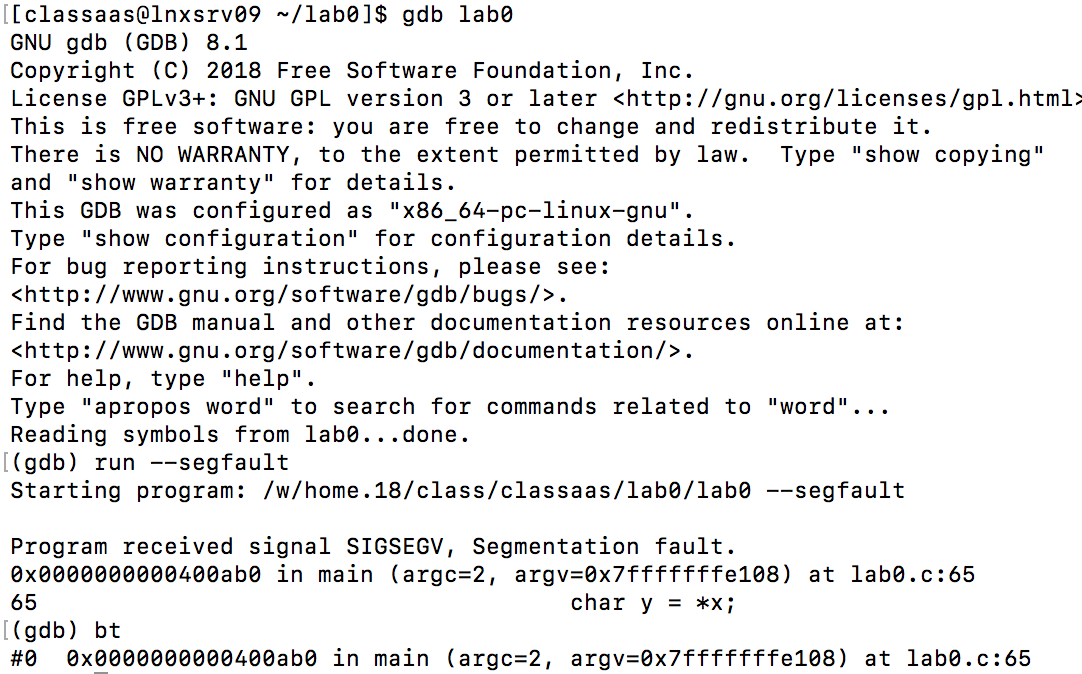 [[classaas@lnxsrv09 ~/lab0]$ gdb lab0
GNU gdb (GDB) 8.1
Copyright (C) 2018 Free Software Foundation, Inc.
License GPLv3+: GNU GPL version 3 or later <http://gnu.org/licenses/gpl.html>
This is free software: you are free to change and redistribute it.
There is NO WARRANTY, to the extent permitted by law.  Type "show copying"
and "show warranty" for details.
This GDB was configured as "x86_64-pc-linux-gnu".
Type "show configuration" for configuration details.
For bug reporting instructions, please see:
<http://www.gnu.org/software/gdb/bugs/>.
Find the GDB manual and other documentation resources online at:
<http://www.gnu.org/software/gdb/documentation/>.
For help, type "help".
Type "apropos word" to search for commands related to "word"...
Reading symbols from lab0...done.
[(gdb) run --segfault
Starting program: /w/home.18/class/classaas/lab0/lab0 --segfault

Program received signal SIGSEGV, Segmentation fault.
0x0000000000400ab0 in main (argc=2, argv=0x7fffffffe108) at lab0.c:65
65                                      char y = *x;
[(gdb) bt
#0  0x0000000000400ab0 in main (argc=2, argv=0x7fffffffe108) at lab0.c:65